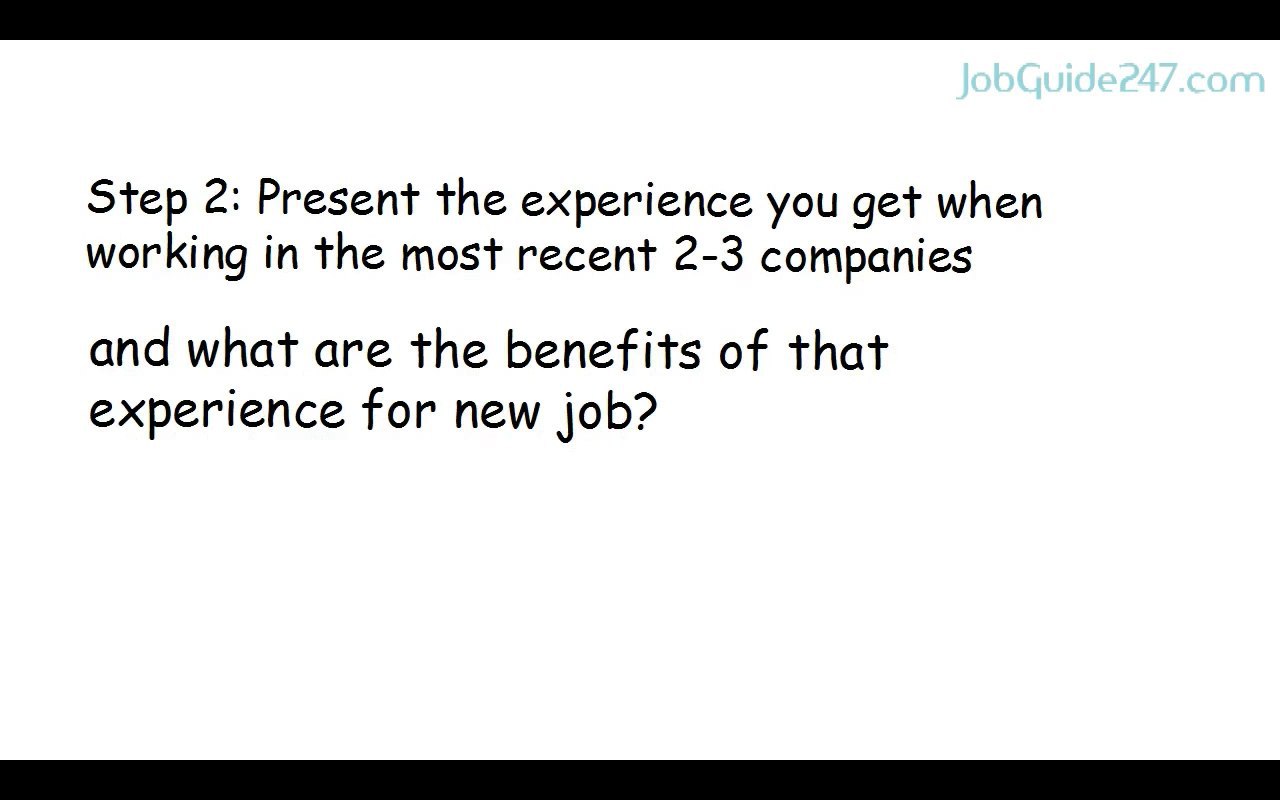 JobGuide247.com
Step 2: Present the experience you get when
working in the most recent 2-3 companies
and what are the benefits of that
experience for new job?